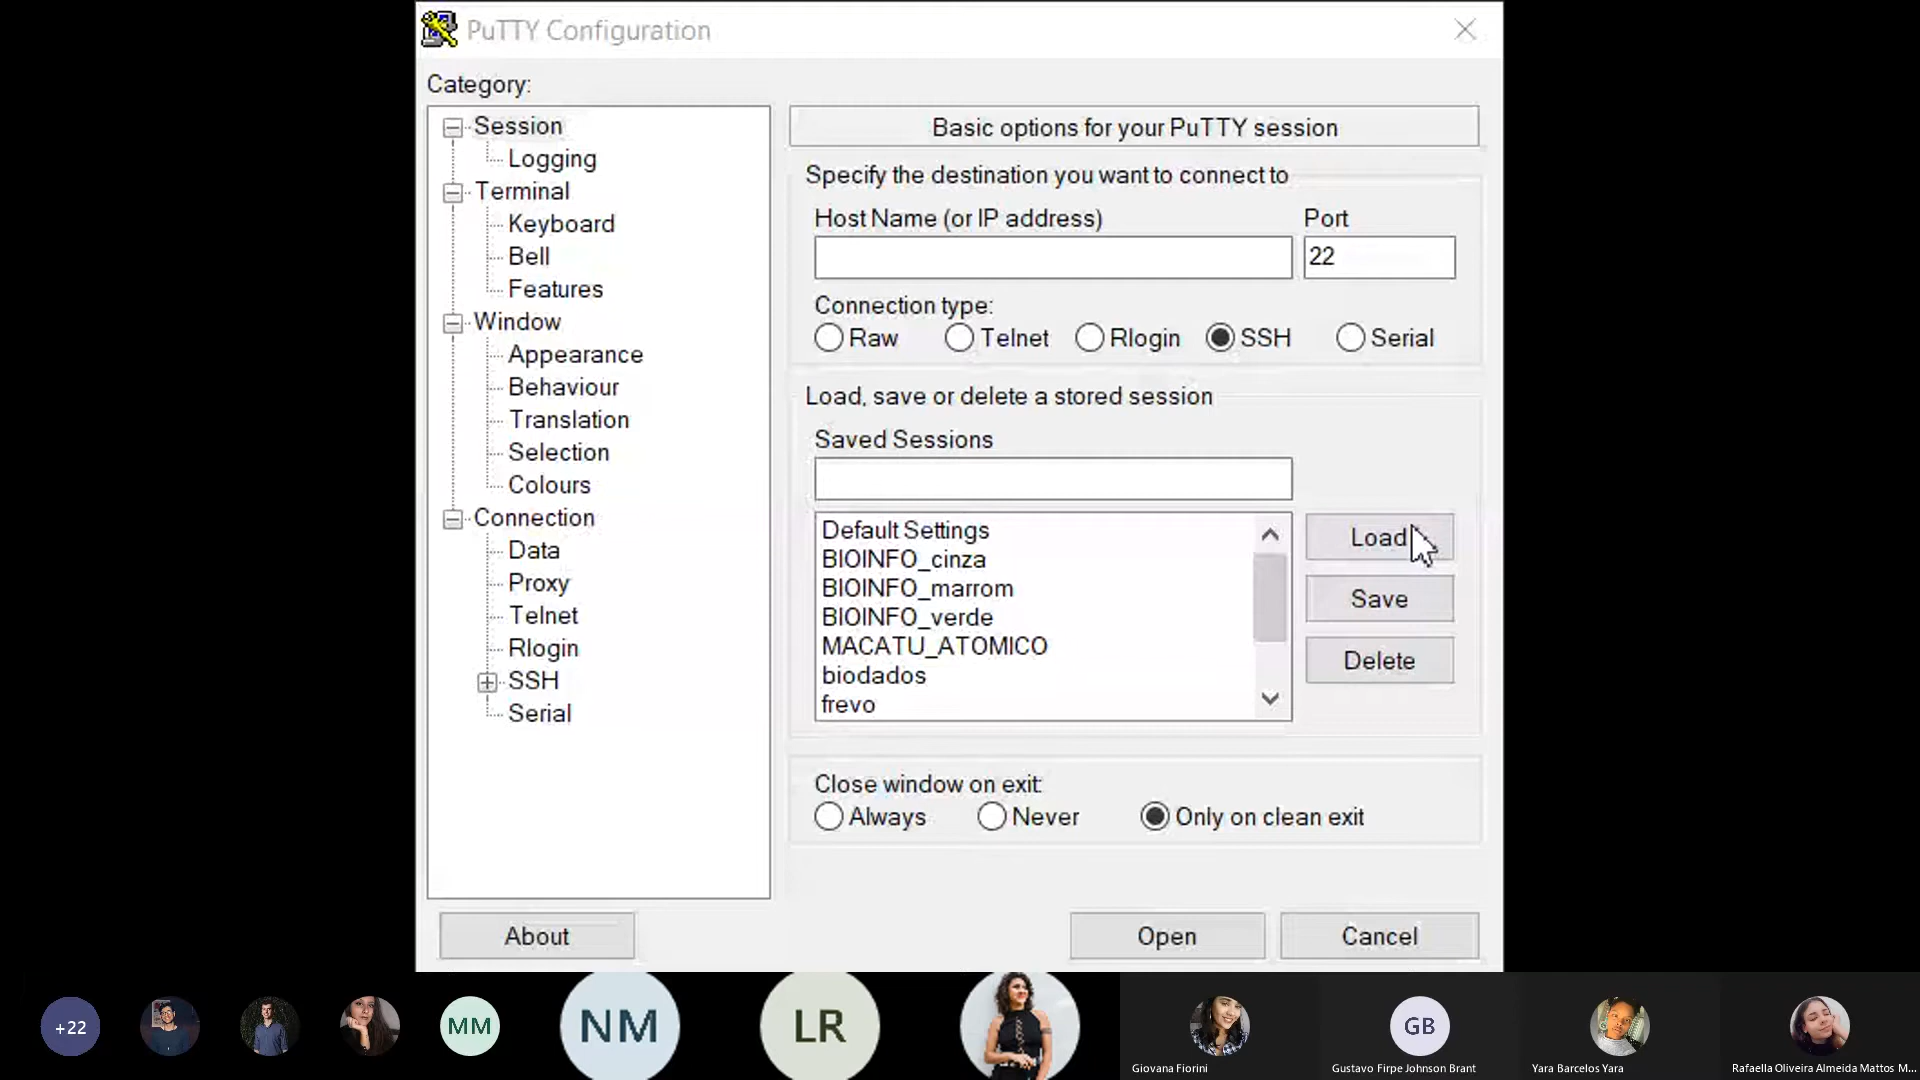 PuTTY Configuration
Category:
Session
Logging
Terminal
Keyboard
Bell
Features
Window
Appearance
Behaviour
Translation
Selection
Colours
Connection
Data
Proxy
Telnet
Rlogin
SSH
Serial
Basic options for your PuTTY session
Specify the destination you want to connect to
Host Name (or IP address) Port
22
Connection type:
Raw Telnet Rlogin SSH Serial
Load, save or delete a stored session
Saved Sessions
Default Settings
BIOINFO_cinza
BIOINFO_marrom
BIOINFO_verde
MACATU_ATOMICO
biodados
frevo
Load
Save
Delete
Close window on exit:
Always Never Only on clean exit
About Open Cancel
+22 MM NM LR GB
Giovana Fiorini Gustavo Firpe Johnson Brant Yara Barcelos Yara Rafaella Oliveira Almeida Mattos M...